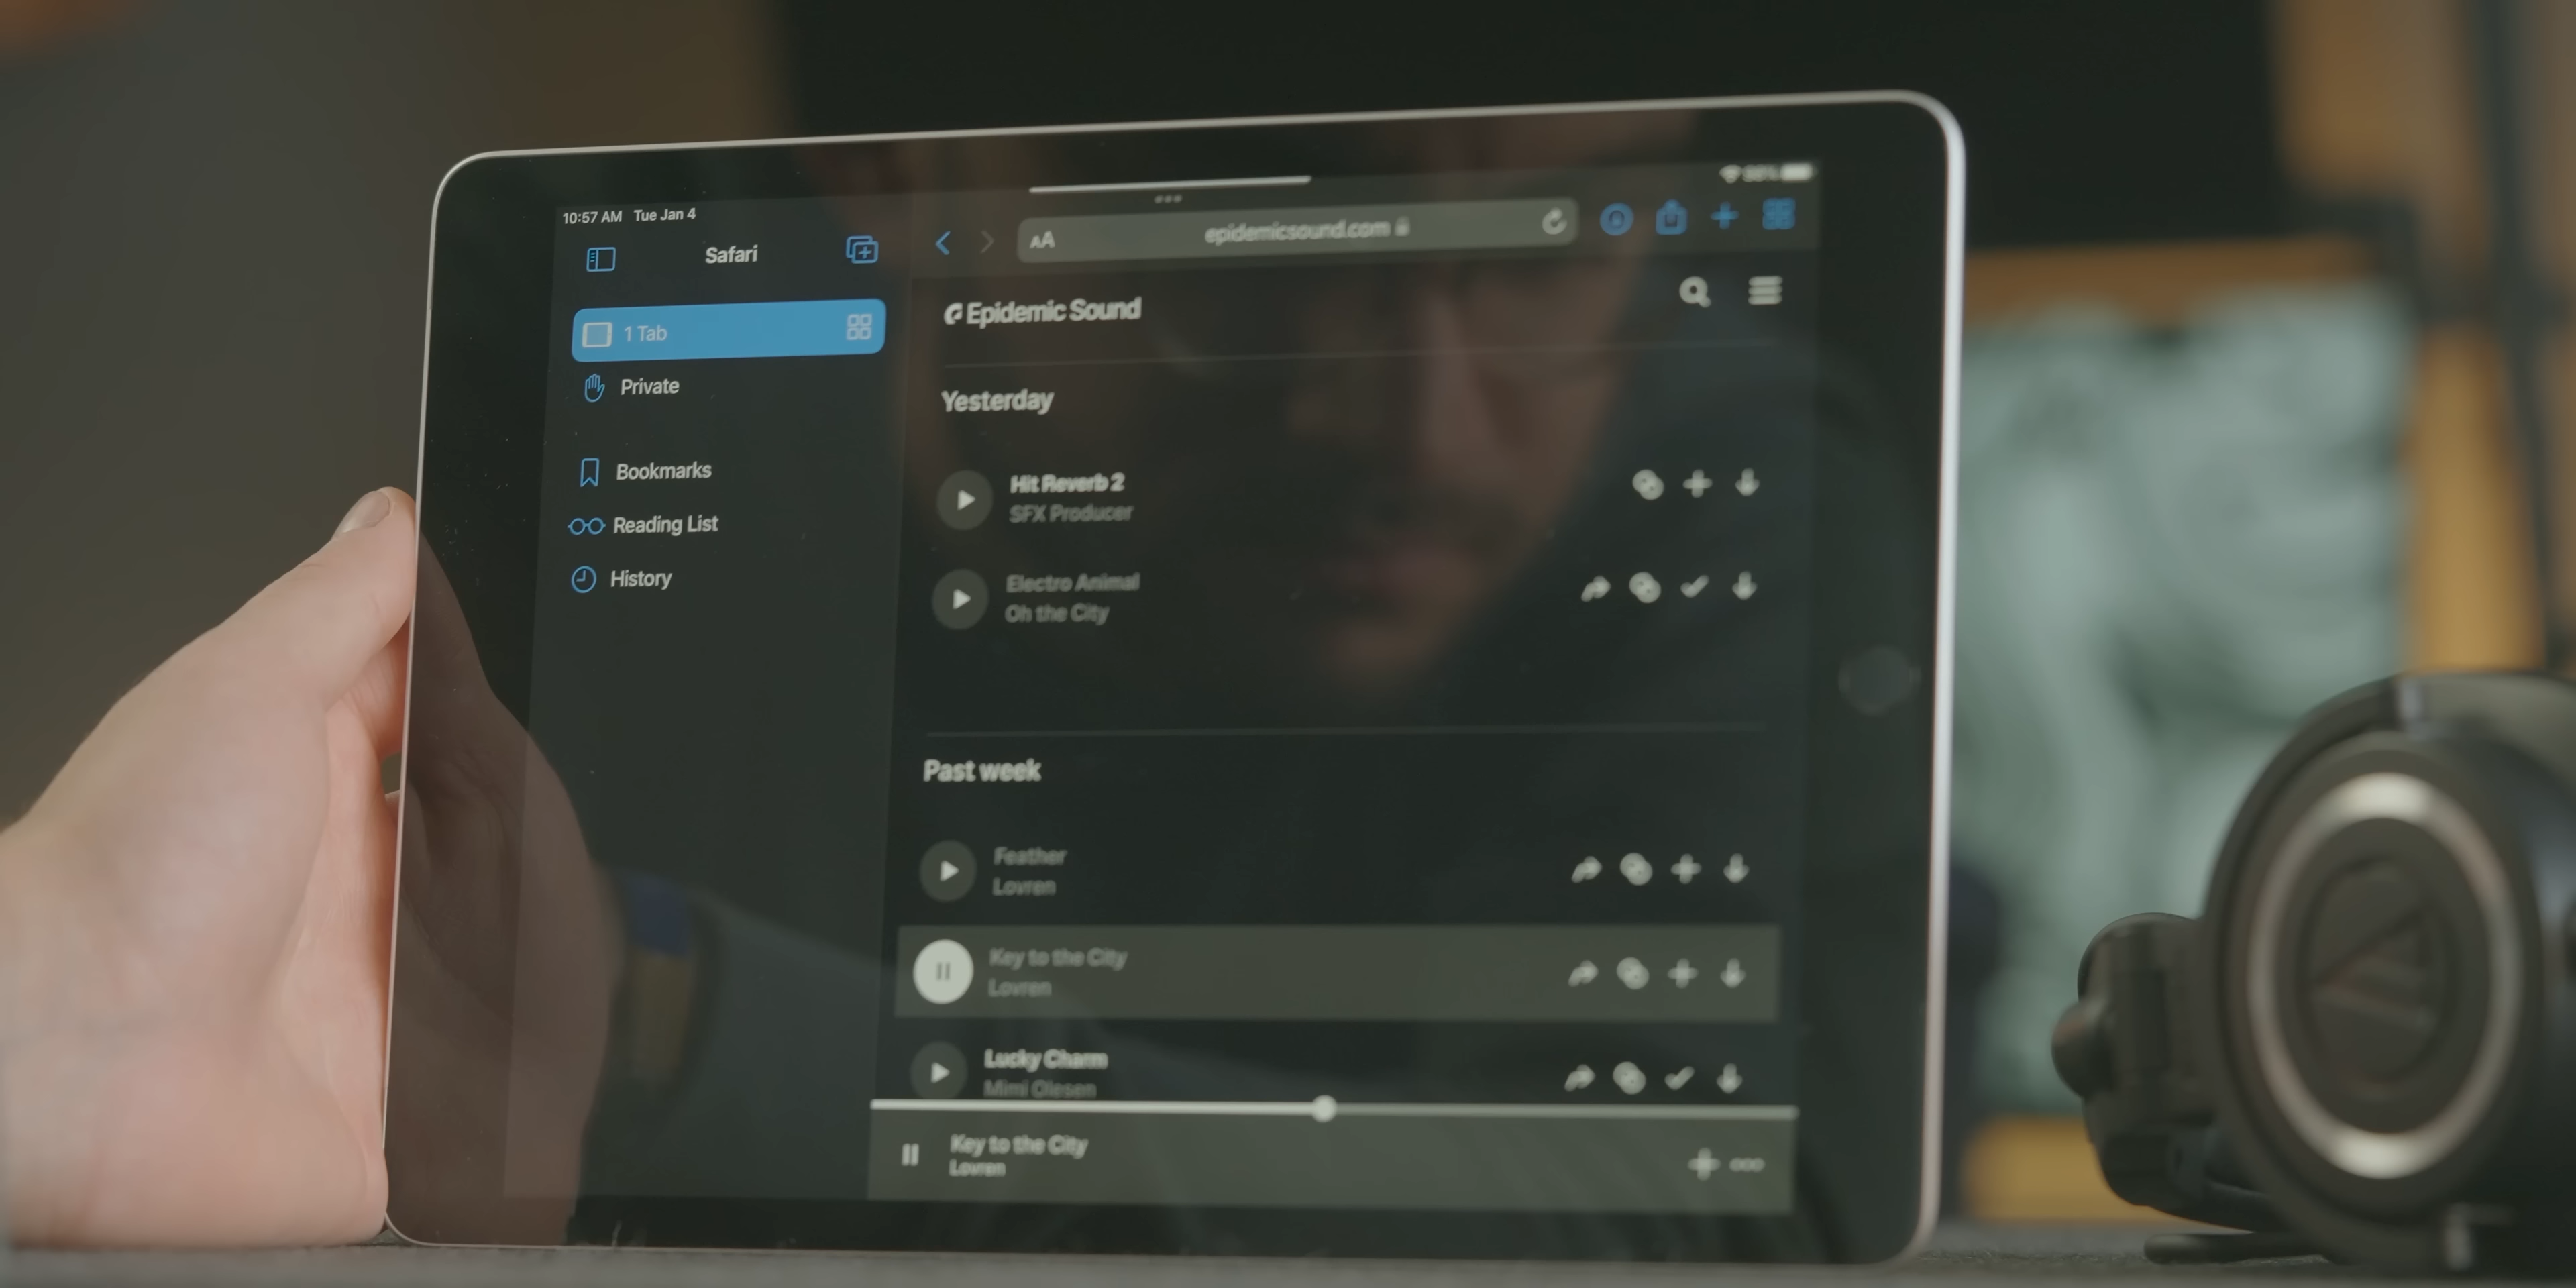 10:57 AM Tue Jan 4
Safari
AA epidemicsound.com
1 Tab
Private
Bookmarks
Reading List
History
Epidemic Sound
Yesterday
Hit Reverb 2
SFX Producer
Electro Animal
Oh the City
Past week
Feather
Lovren
Key to the City
Lovren
Lucky Charm
Mimi Olesen
Key to the City
Lovren